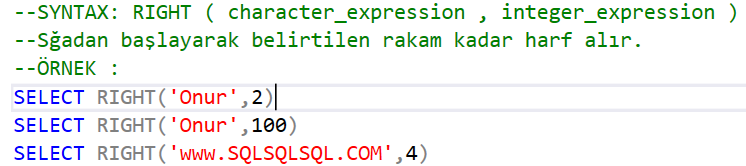 --SYNTAX: RIGHT ( character_expression , integer_expression )
--Sğadan başlayarak belirtilen rakam kadar harf alır.
--ÖRNEK :
SELECT RIGHT('Onur',2)
SELECT RIGHT('Onur',100)
SELECT RIGHT('www.SQLSQLSQL.COM',4)